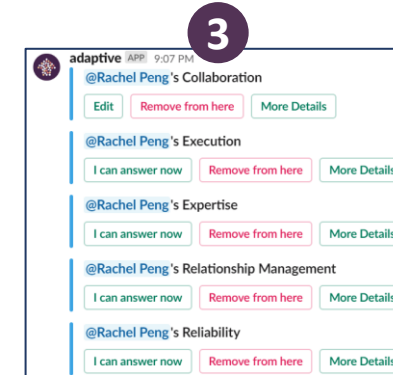 3
adaptive APP 9:07 PM
@Rachel Peng's Collaboration
Edit Remove from here More Details
@Rachel Peng's Execution
I can answer now Remove from here More Details
@Rachel Peng's Expertise
I can answer now Remove from here More Details
@Rachel Peng's Relationship Management
I can answer now Remove from here More Details
@Rachel Peng's Reliability
I can answer now Remove from here More Details